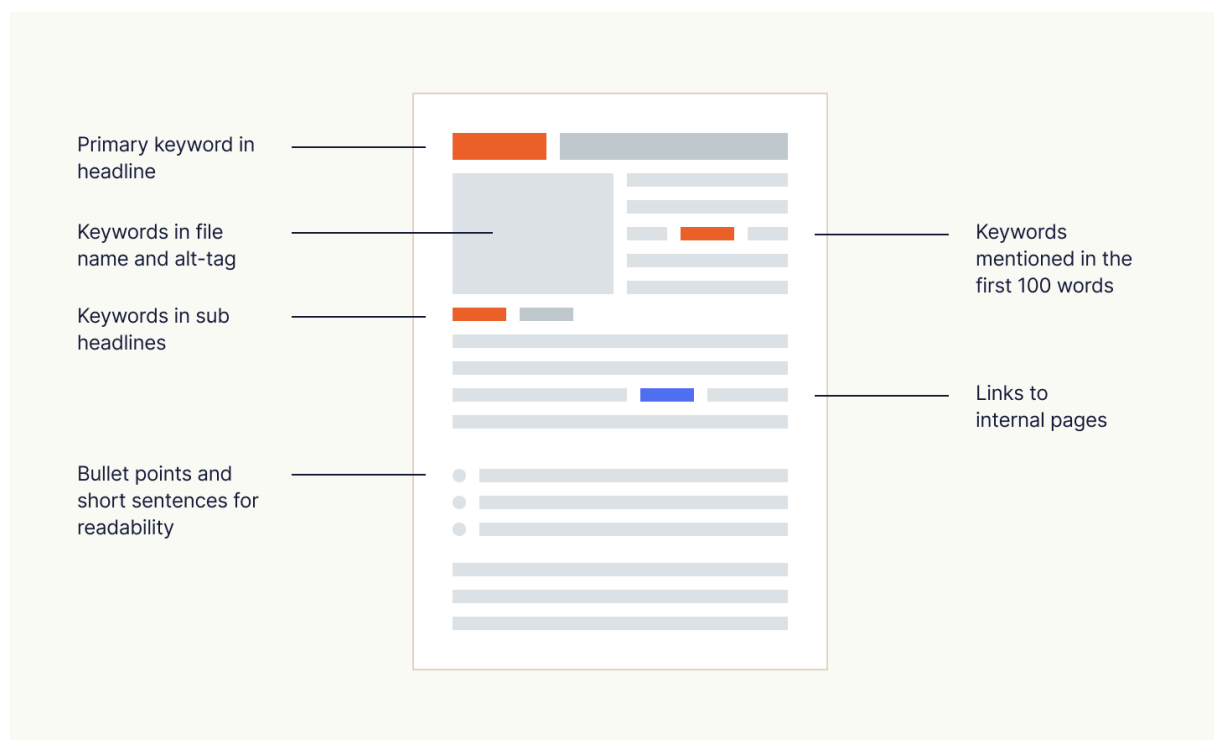 Primary keyword in
headline
Keywords in file
name and alt-tag
Keywords in sub
headlines
Bullet points and
short sentences for
readability
Keywords
mentioned in the
first 100 words
Links to
internal pages